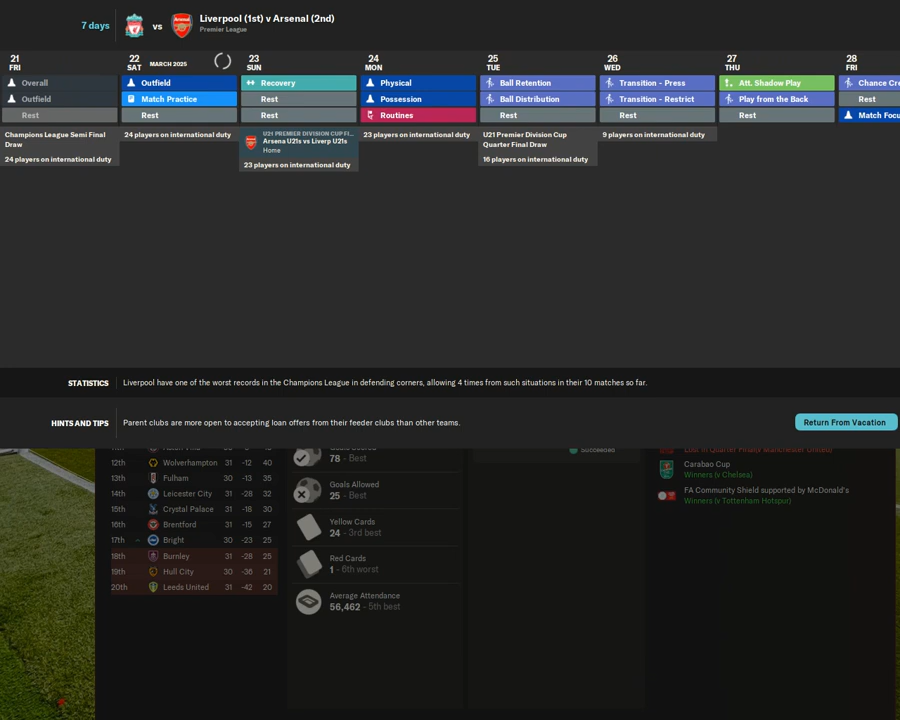 7 days
vs
Liverpool (1st) v Arsenal (2nd)
Premier League
21
FRI
22
SAT
MARCH 2025
23
SUN
24
MON
25
TUE
26
WED
27
THU
28
FRI
Overall
Outfield
Recovery
Physical
Ball Retention
Transition - Press
Att. Shadow Play
Chance Cre
Outfield
Match Practice
Rest
Possession
Ball Distribution
Transition - Restrict
Play from the Back
Rest
Rest
Rest
Rest
Routines
Rest
Rest
Rest
Match Focu
Champions League Semi Final
Draw
24 players on international duty
24 players on international duty
U21 PREMIER DIVISION CUP FI...
Arsena U21s vs Liverp U21s
Home
23 players on international duty
23 players on international duty
U21 Premier Division Cup
Quarter Final Draw
16 players on international duty
9 players on international duty
STATISTICS
Liverpool have one of the worst records in the Champions League in defending corners, allowing 4 times from such situations in their 10 matches so far.
HINTS AND TIPS
Parent clubs are more open to accepting loan offers from their feeder clubs than other teams.
Return From Vacation
12th Wolverhampton 31 -12 40
13th Fulham 30 -13 35
14th Leicester City 31 -28 32
15th Crystal Palace 31 -18 30
16th Brentford 31 -15 27
17th Bright 30 -23 25
18th Burnley 31 -28 25
19th Hull City 30 -36 21
20th Leeds United 31 -42 20
78 - Best
Goals Allowed
25 - Best
Yellow Cards
24 - 3rd best
Red Cards
1 - 6th worst
Average Attendance
56,462 - 5th best
Succeeded
Carabao Cup
Winners (v Chelsea)
FA Community Shield supported by McDonald's
Winners (v Tottenham Hotspur)